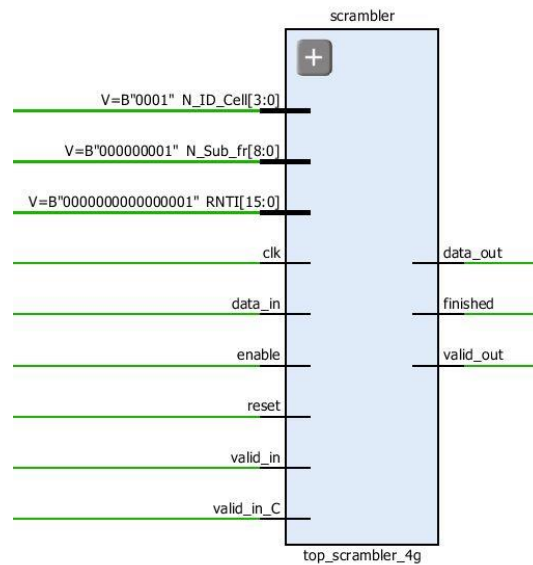 scrambler
+
V=B"0001" N_ID_Cell[3:0]
V=B"000000001" N_Sub_fr[8:0]
V=B"0000000000000001" RNTI[15:0]
clk
data_out
data_in
finished
enable
valid_out
reset
valid_in
valid_in_C
top_scrambler_4g